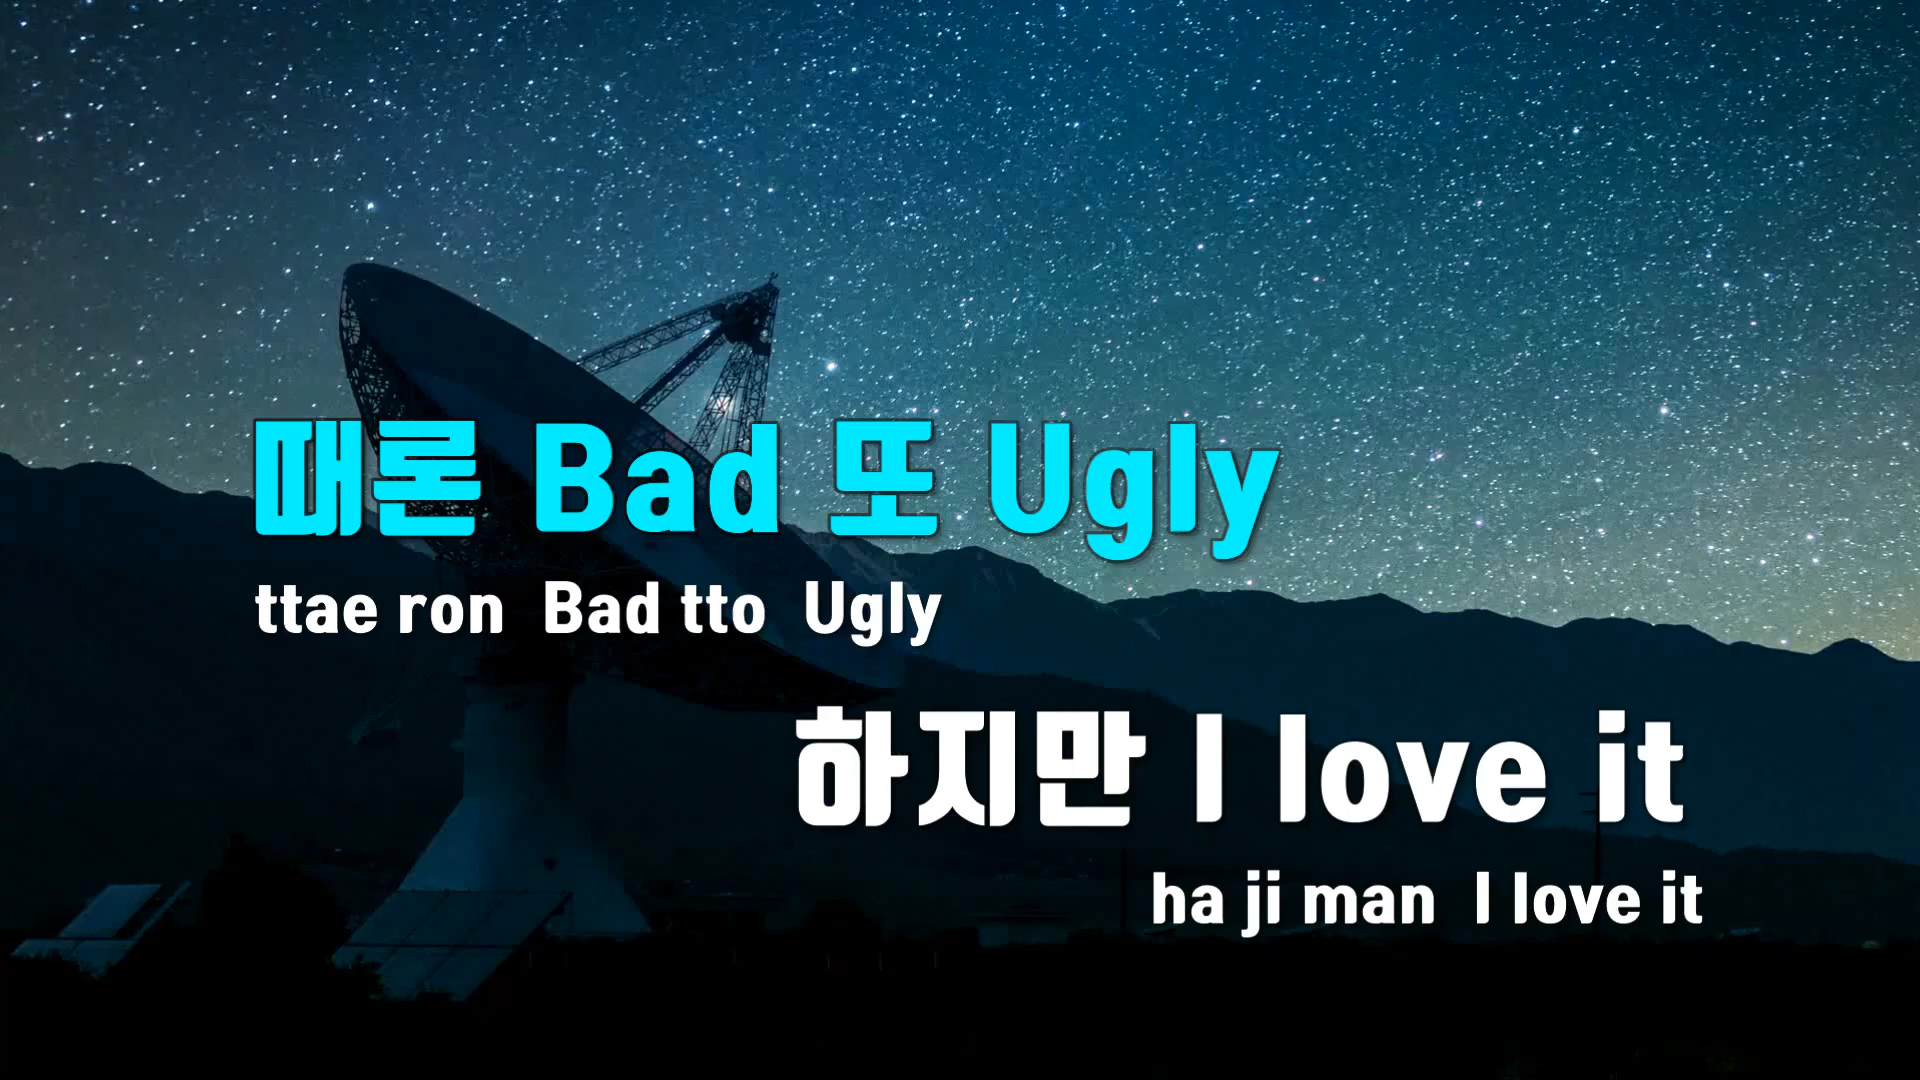 때론 Bad 또 Ugly
ttae ron Bad tto Ugly
하지만 I love it
ha ji man I love it